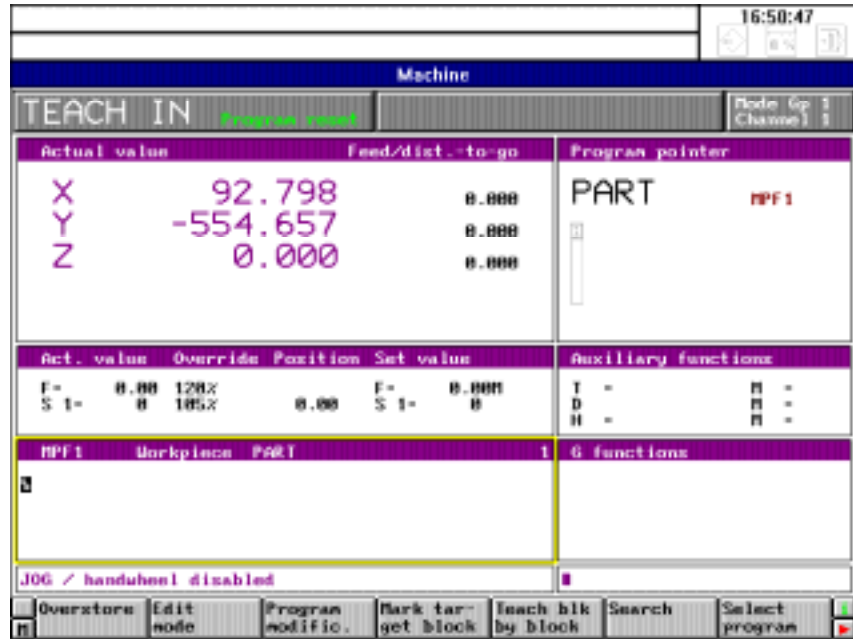 16:50:47
Machine
TEACH IN Program reset Mode Gp 1
Channel 1
Actual value Feed/dist.-to-go
X 92.798 0.000
Y -554.657 0.000
Z 0.000 0.000
Program pointer
PART MPF1
Act. value Override Position Set value
F= 0.00 120% F= 0.00M
S 1= 0 105% 0.00 S 1= 0
Auxiliary functions
T = M =
D M =
H = M =
MPF1 Workpiece PART 1
G functions
JOG / handwheel disabled
Overstore
Edit
mode
Program
modific.
Mark tar-
get block
Teach blk
by block
Search
Select
program
M